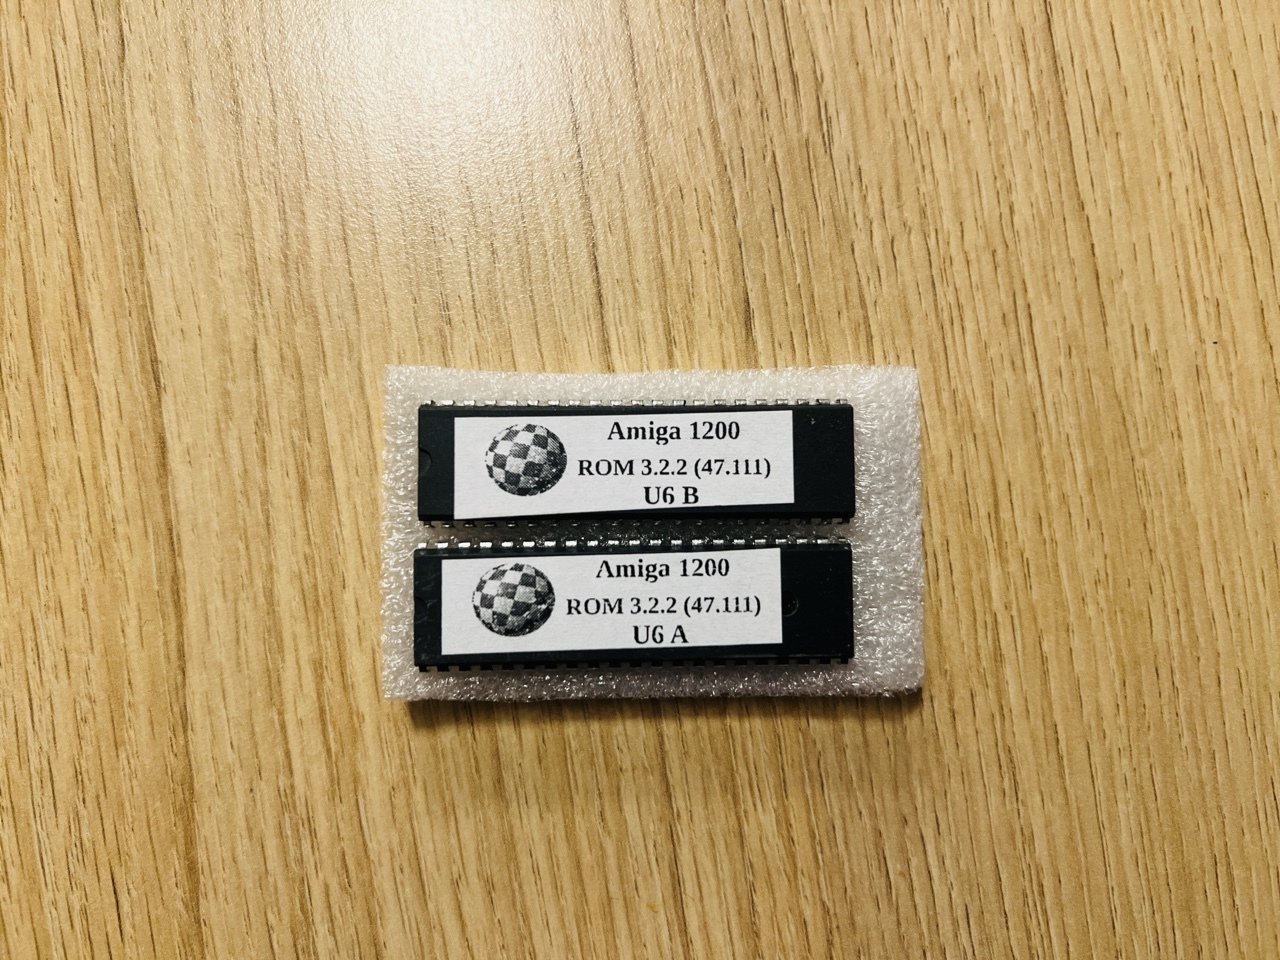 Amiga 1200
ROM 3.2.2 (47.111)
U6 B
Amiga 1200
ROM 3.2.2 (47.111)
U6 A